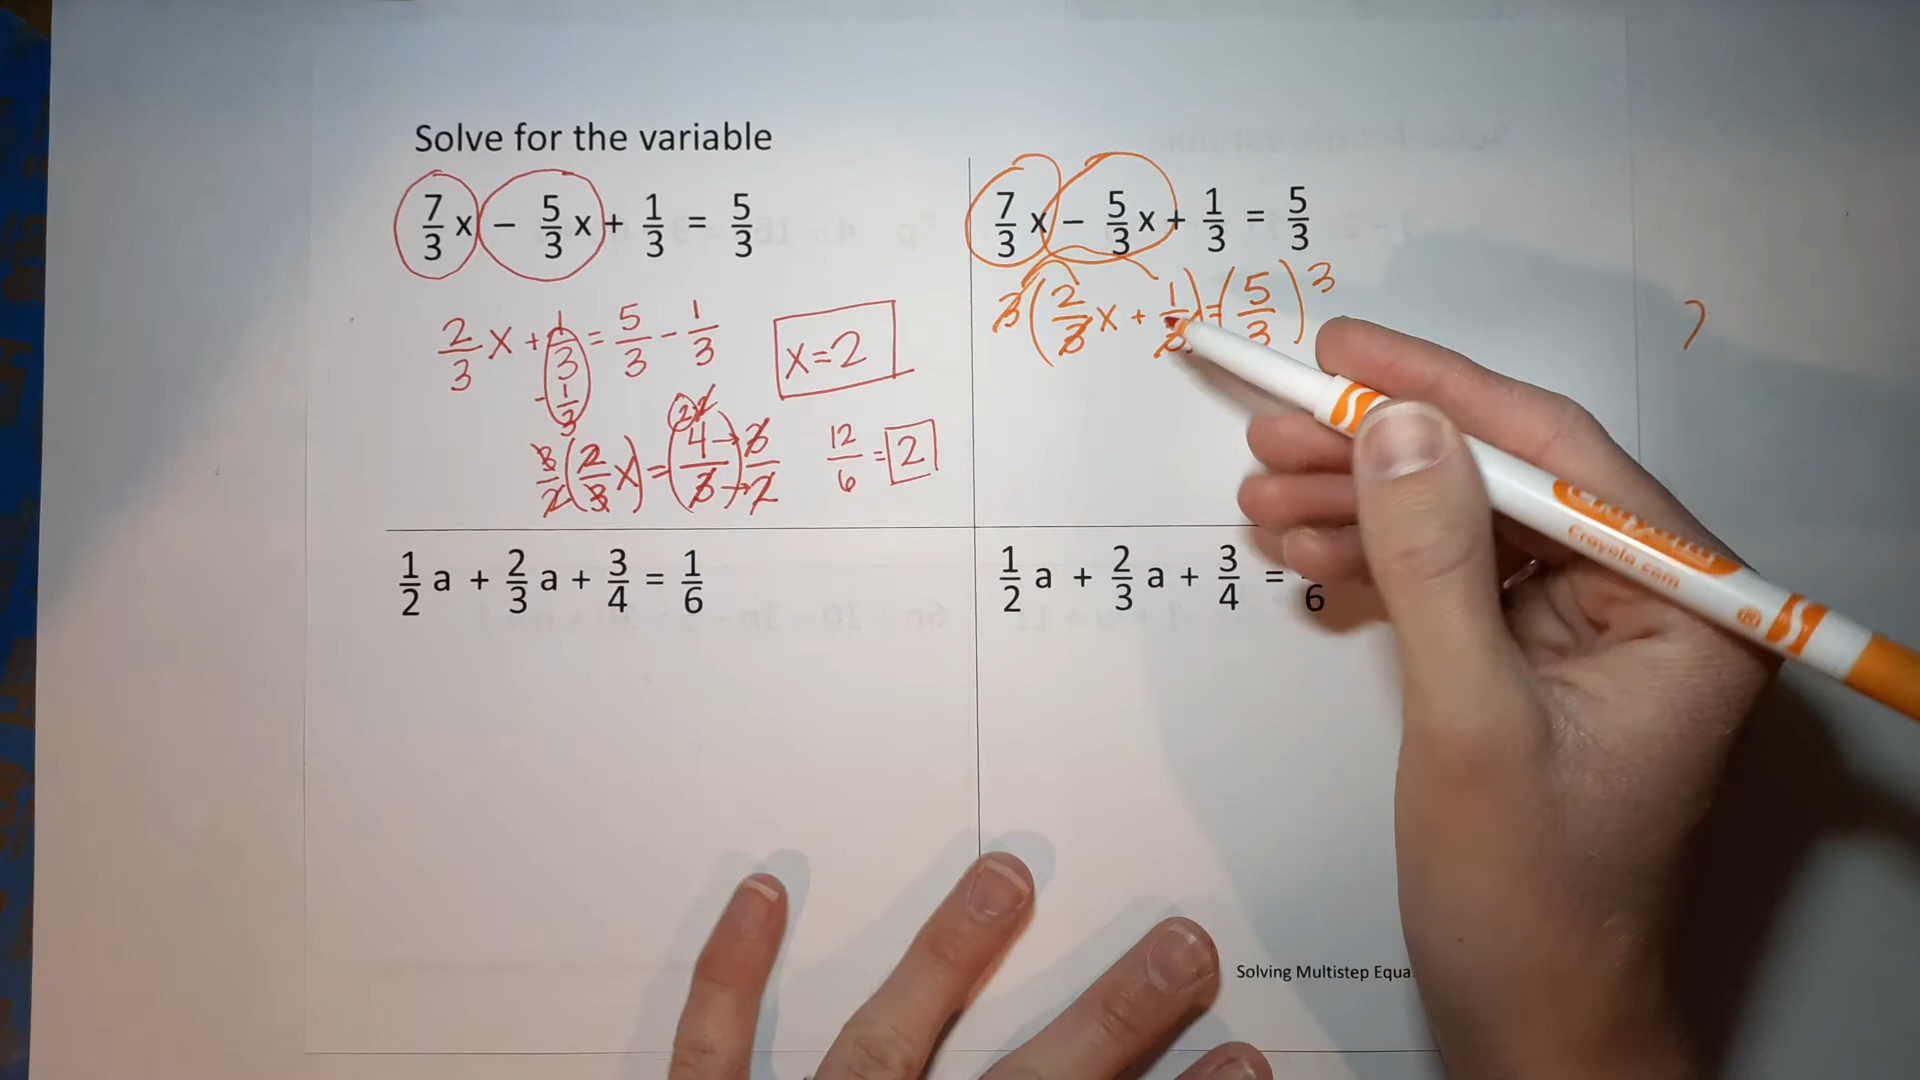 Solve for the variable
7/3 x − 5/3 x + 1/3 = 5/3
2/3 x + 1/3 = 5/3 − 1/3
- 1/3
x=2
3/2 (2/3 x) = (4/3) 3/2
2
12/6 = 2
7/3 x − 5/3 x + 1/3 = 5/3
3(2/3 x + 1/3) = (5/3)3
1/2 a + 2/3 a + 3/4 = 1/6
1/2 a + 2/3 a + 3/4 = 6
Solving Multistep
Crayola
Crayola.com